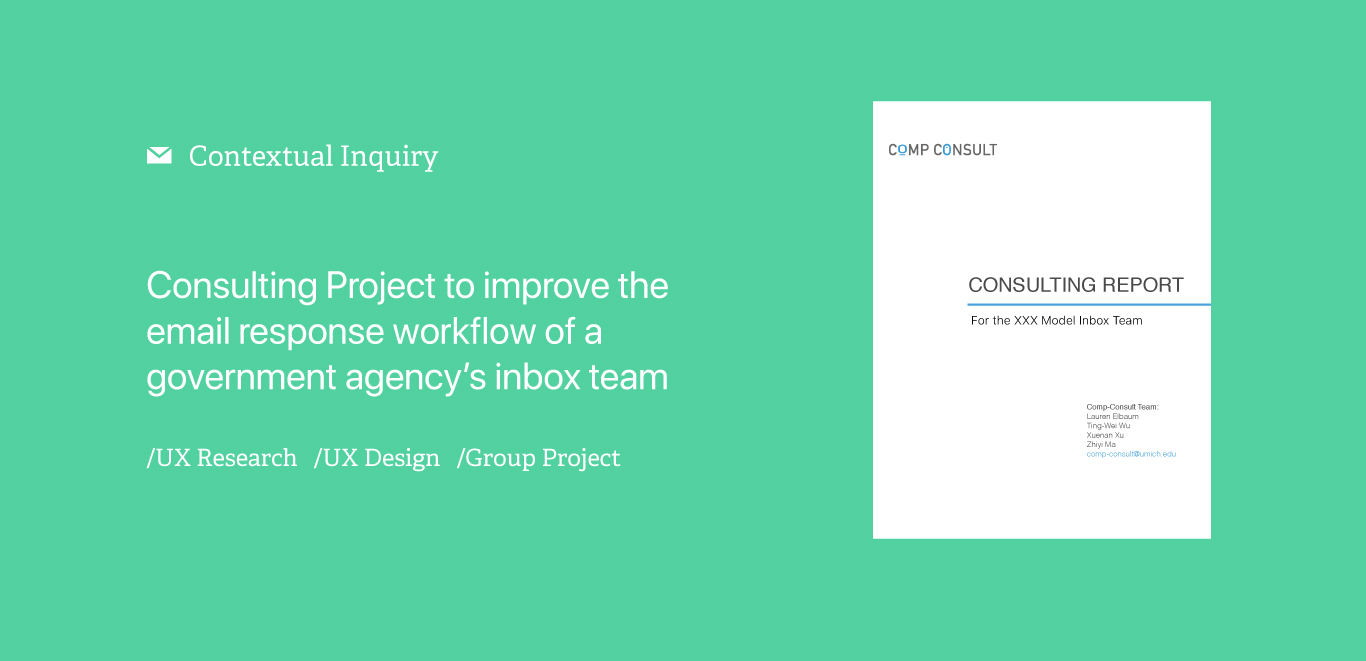 Contextual Inquiry
Consulting Project to improve the
email response workflow of a
government agency’s inbox team
/UX Research /UX Design /Group Project
COMP CONSULT
CONSULTING REPORT
For the XXX Model Inbox Team
Comp-Consult Team:
Lauren Elbaum
Ting-Wei Wu
Xuenan Xu
Zhiyi Ma
comp-consult@umich.edu